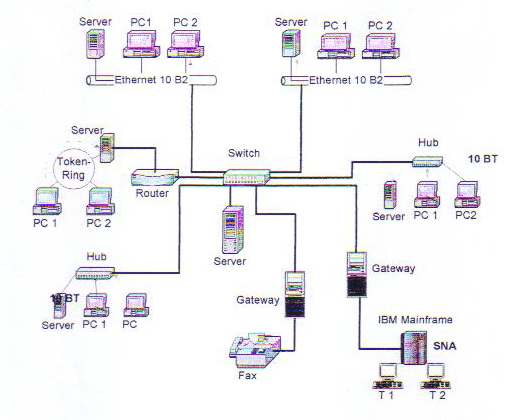 Server PC1 PC 2
Server PC 1 PC 2
Ethernet 10 B2
Ethernet 10 B2
Server
Token-
Ring
PC 1 PC 2
Router
Switch
Hub
10 BT
Server PC 1 PC2
Server
Hub
10 BT
Server PC 1 PC
Gateway
Fax
Gateway
IBM Mainframe
SNA
T 1 T 2